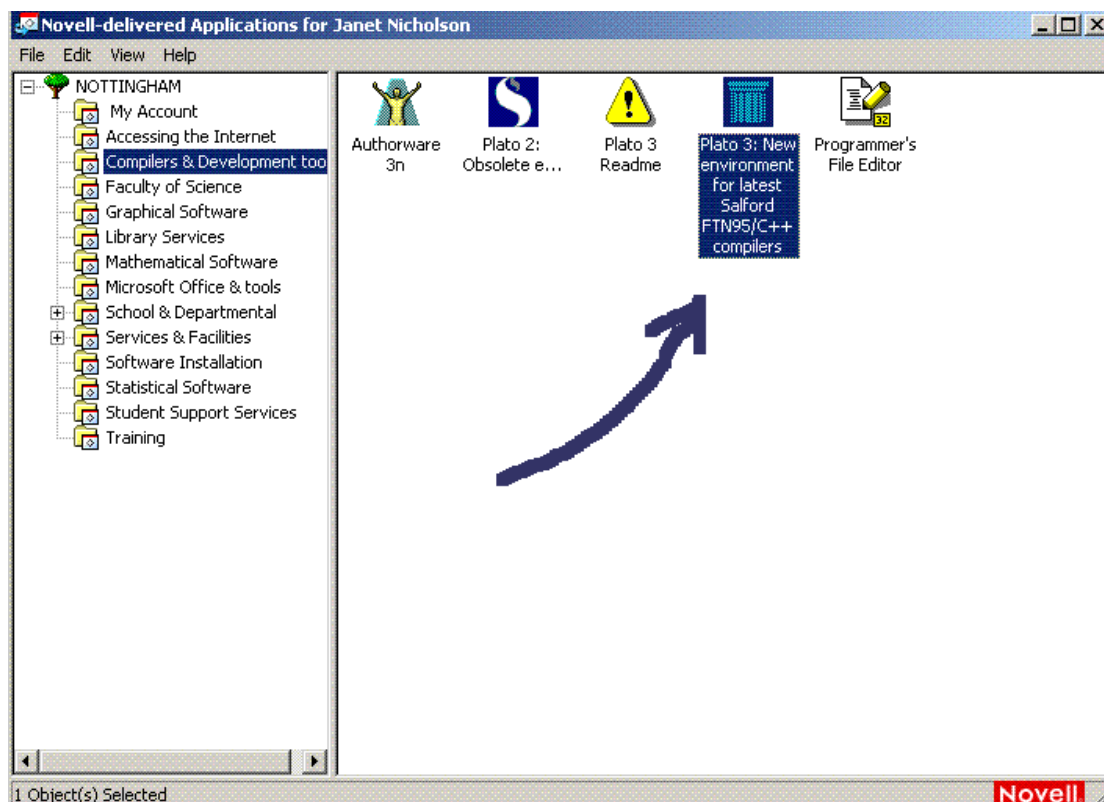 Novell-delivered Applications for Janet Nicholson
File Edit View Help
NOTTINGHAM
My Account
Accessing the Internet
Compilers & Development too
Faculty of Science
Graphical Software
Library Services
Mathematical Software
Microsoft Office & tools
School & Departmental
Services & Facilities
Software Installation
Statistical Software
Student Support Services
Training
Authorware
3n
Plato 2:
Obsolete e...
Plato 3
Readme
Plato 3: New
environment
for latest
Salford
FTN95/C++
compilers
32
Programmer's
File Editor
1 Object(s) Selected
Novell.